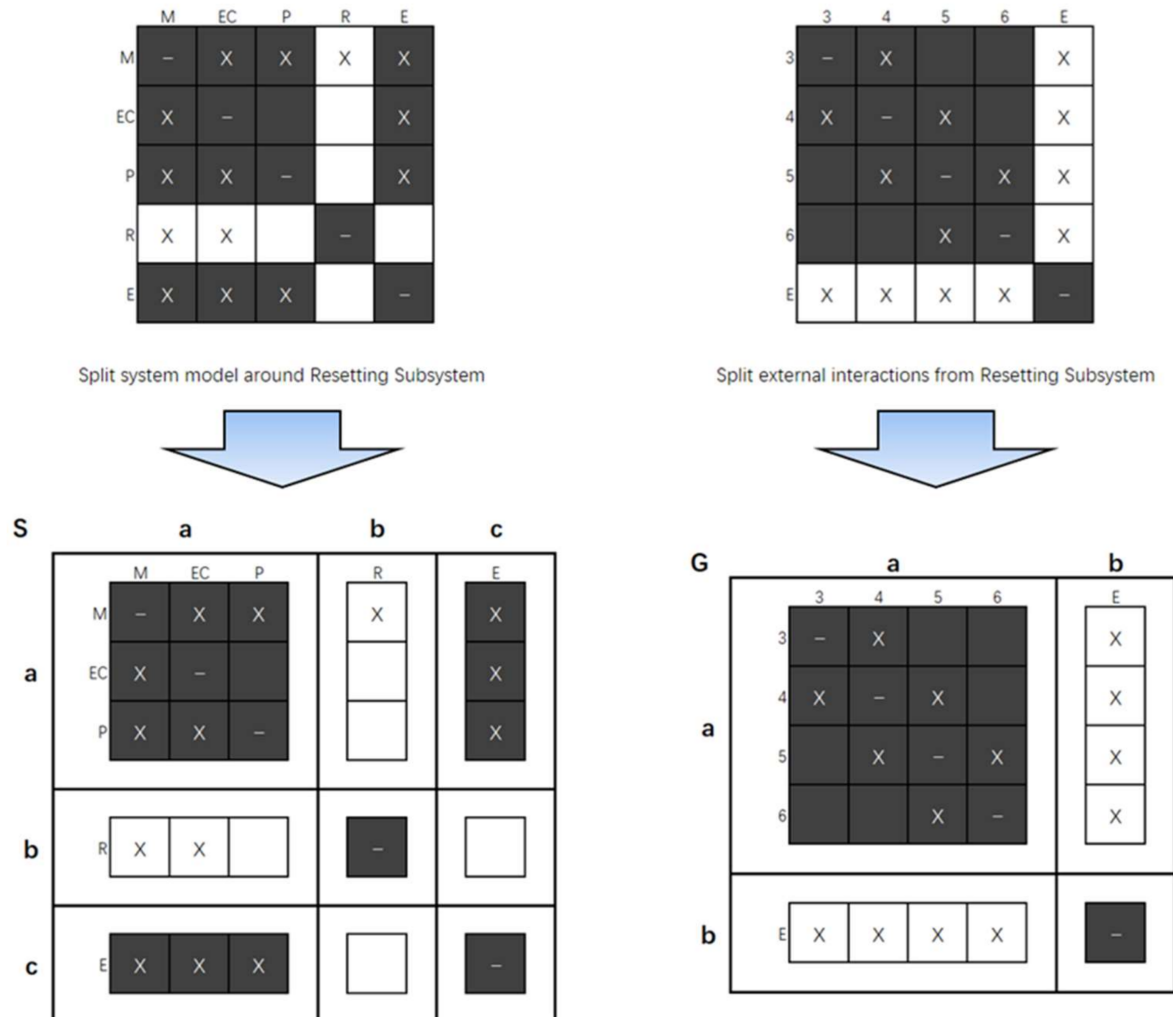 M EC P R E
M – X X X X
EC X – X
P X X – X
R X X –
E X X X –
3 4 5 6 E
3 – X X
4 X – X X
5 X – X X
6 X – X
E X X X X –
Split system model around Resetting Subsystem
Split external interactions from Resetting Subsystem
S a b c
M EC P R E
M – X X X X
a EC X – X
P X X – X
b R X X –
c E X X X –
G a b
3 4 5 6 E
3 – X X
4 X – X X
a
5 X – X X
6 X – X
b E X X X X –